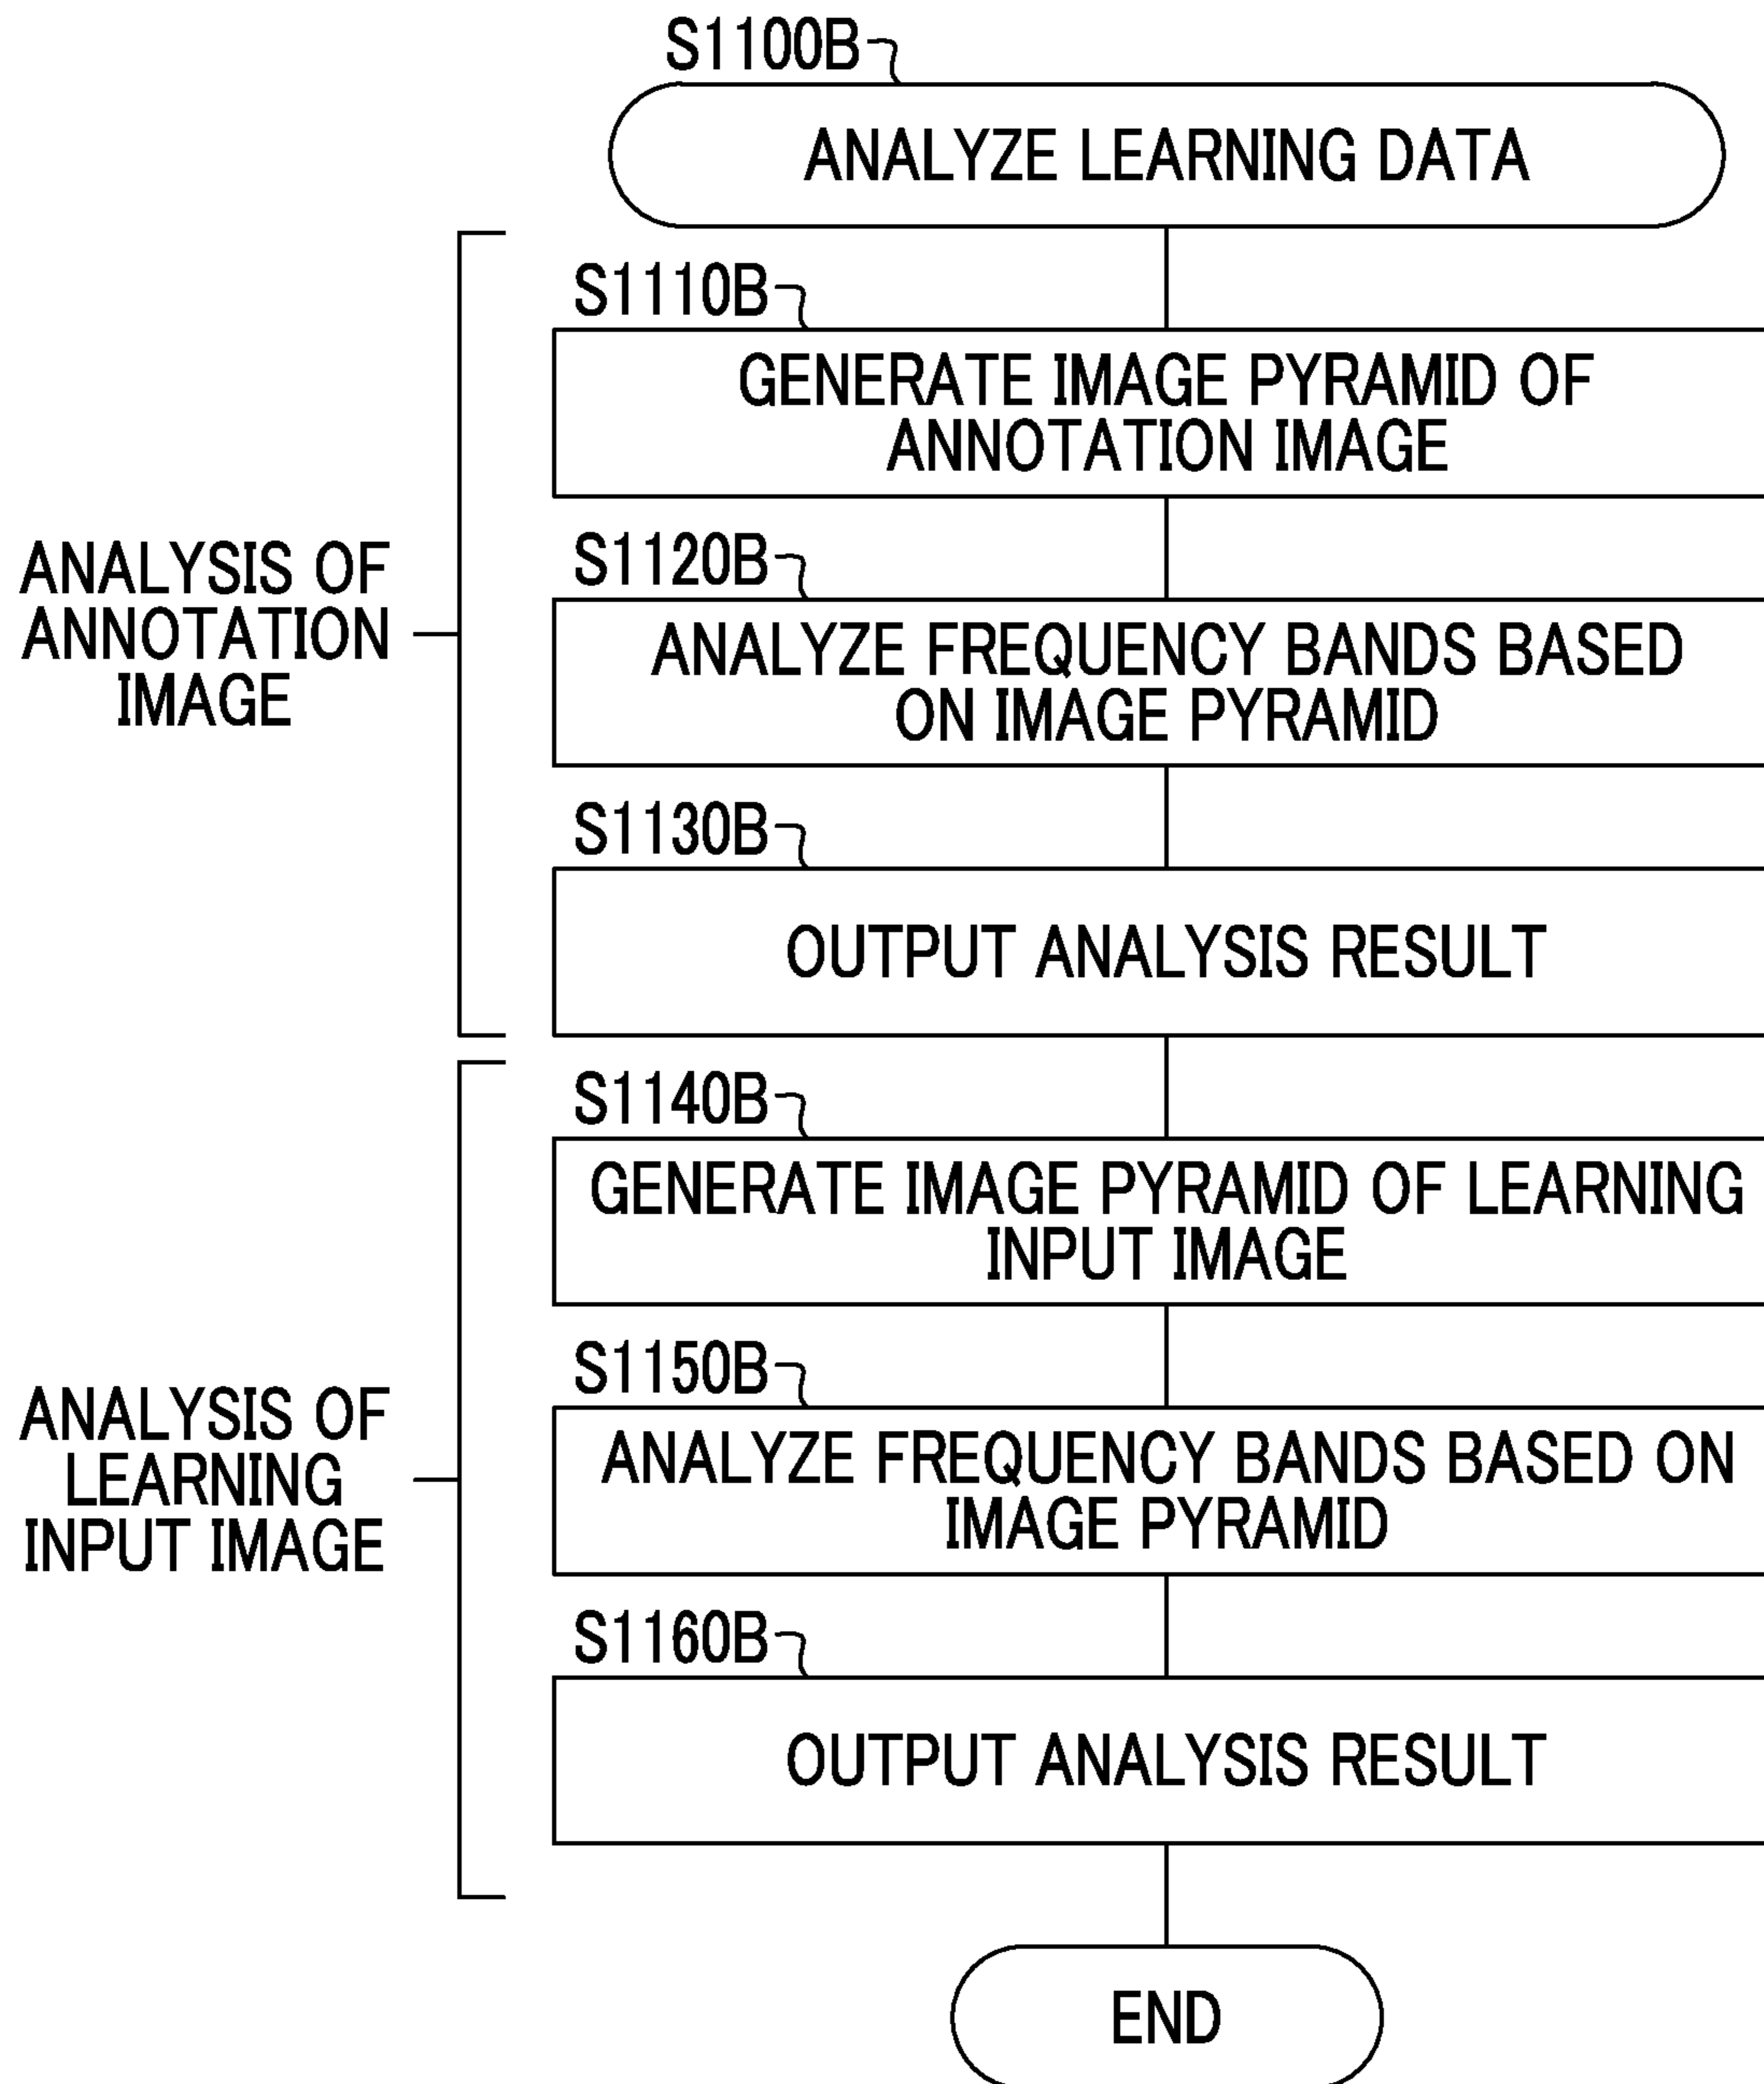 S1100B
ANALYZE LEARNING DATA
S1110B
GENERATE IMAGE PYRAMID OF
ANNOTATION IMAGE
ANALYSIS OF
ANNOTATION
IMAGE
S1120B
ANALYZE FREQUENCY BANDS BASED
ON IMAGE PYRAMID
S1130B
OUTPUT ANALYSIS RESULT
S1140B
GENERATE IMAGE PYRAMID OF LEARNING
INPUT IMAGE
ANALYSIS OF
LEARNING
INPUT IMAGE
S1150B
ANALYZE FREQUENCY BANDS BASED ON
IMAGE PYRAMID
S1160B
OUTPUT ANALYSIS RESULT
END